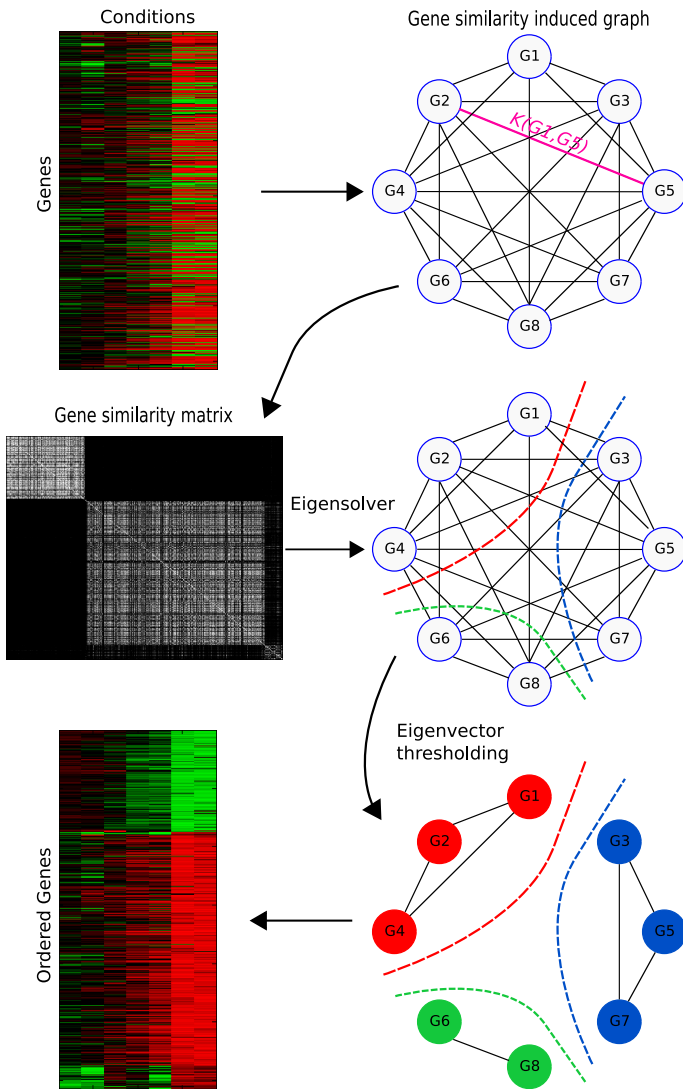 Conditions
Gene similarity induced graph
Genes
G1
G2
G3
K(G1,G5)
G4
G5
G6
G7
G8
Gene similarity matrix
Eigensolver
G1
G2
G3
G4
G5
G6
G7
G8
Eigenvector
thresholding
Ordered Genes
G1
G2
G3
G4
G5
G6
G7
G8